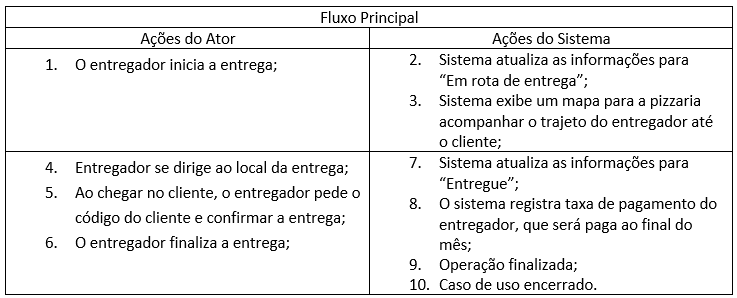 Fluxo Principal
Ações do Ator
Ações do Sistema
1. O entregador inicia a entrega;
2. Sistema atualiza as informações para
“Em rota de entrega”;
3. Sistema exibe um mapa para a pizzaria
acompanhar o trajeto do entregador até
o cliente;
4. Entregador se dirige ao local da entrega;
5. Ao chegar no cliente, o entregador pede o
código do cliente e confirmar a entrega;
6. O entregador finaliza a entrega;
7. Sistema atualiza as informações para
“Entregue”;
8. O sistema registra taxa de pagamento do
entregador, que será paga ao final do
mês;
9. Operação finalizada;
10. Caso de uso encerrado.